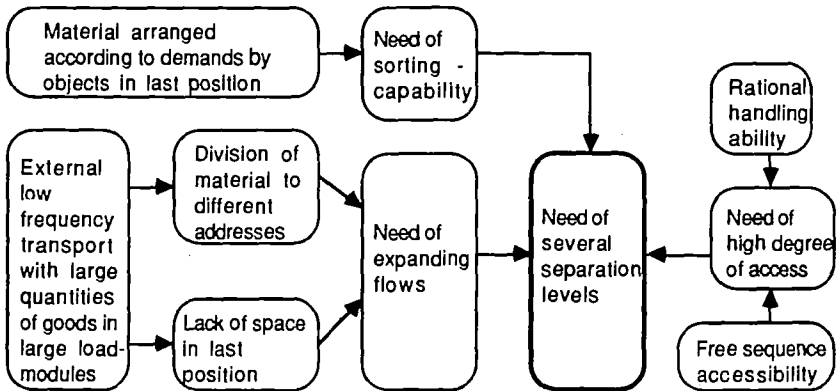 Material arranged
according to demands by
objects in last position
Need of
sorting -
capability
Rational
handling
ability
External
low
frequency
transport
with large
quantities
of goods in
large load-
modules
Division of
material to
different
addresses
Need of
expanding
flows
Need of
several
separation
levels
Need of
high degree
of access
Lack of space
in last
position
Free sequence
accessibility